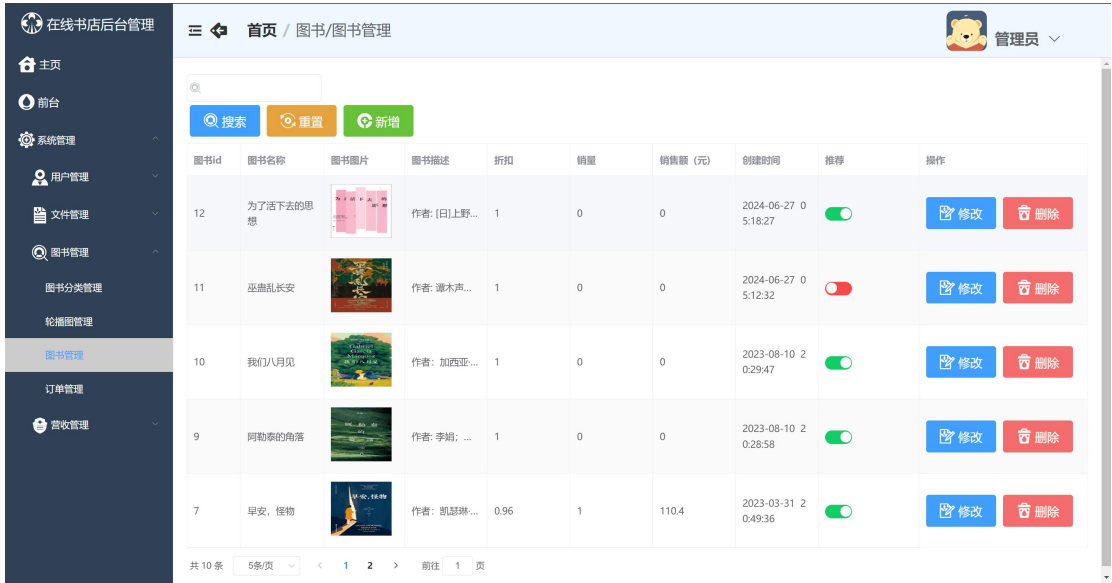 在线书店后台管理
首页 / 图书/图书管理
管理员
主页
前台
系统管理
用户管理
文件管理
图书管理
图书分类管理
轮播图管理
图书管理
订单管理
营收管理
搜索 重置 新增
图书id 图书名称 图书图片 图书描述 折扣 销量 销售额（元） 创建时间 推荐 操作
12 为了活下去的思 作者: [日]上野... 1 0 0 2024-06-27 0 修改 删除
想 5:18:27
11 巫蛊乱长安 作者: 谭木声... 1 0 0 2024-06-27 0 修改 删除
5:12:32
10 我们八月见 作者：加西亚·... 1 0 0 2023-08-10 2 修改 删除
0:29:47
9 阿勒泰的角落 作者: 李娟； ... 1 0 0 2023-08-10 2 修改 删除
0:28:58
7 早安，怪物 早安,怪物 作者：凯瑟琳·... 0.96 1 110.4 2023-03-31 2 修改 删除
0:49:36
共 10 条 5条/页 1 2 前往 1 页